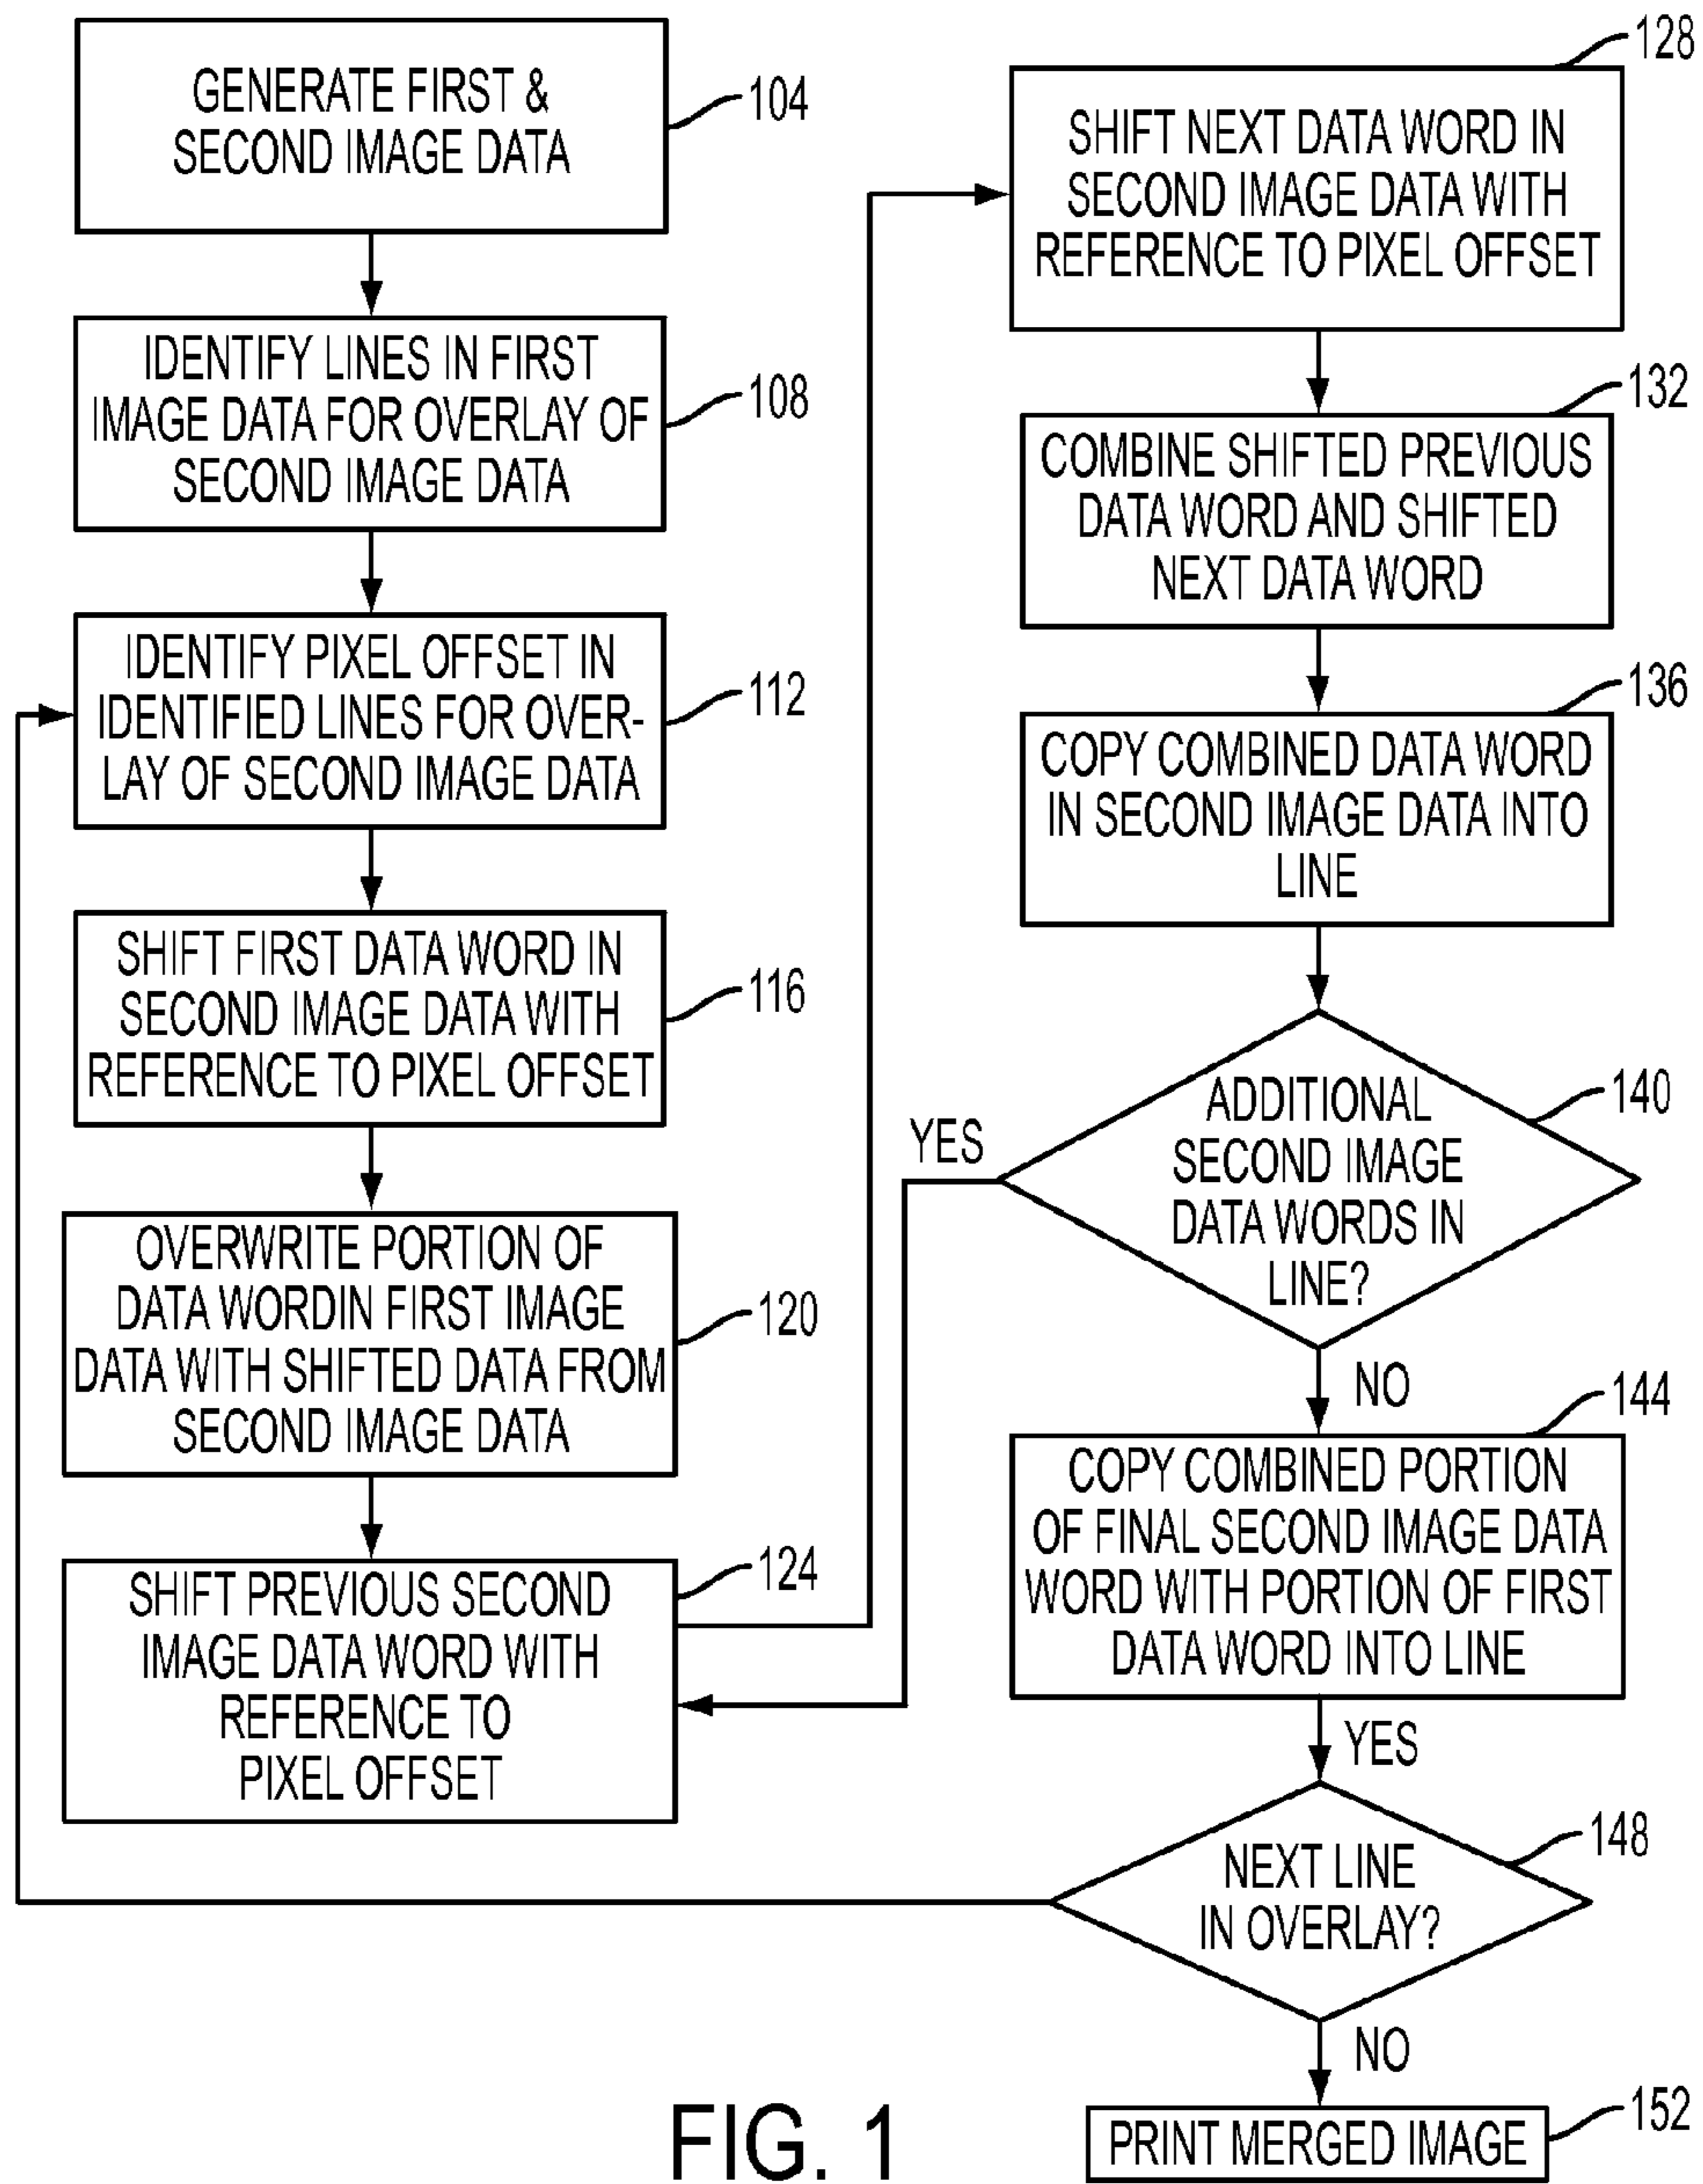 GENERATE FIRST &
SECOND IMAGE DATA
104
IDENTIFY LINES IN FIRST
IMAGE DATA FOR OVERLAY OF
SECOND IMAGE DATA
108
IDENTIFY PIXEL OFFSET IN
IDENTIFIED LINES FOR OVER-
LAY OF SECOND IMAGE DATA
112
SHIFT FIRST DATA WORD IN
SECOND IMAGE DATA WITH
REFERENCE TO PIXEL OFFSET
116
OVERWRITE PORTION OF
DATA WORDIN FIRST IMAGE
DATA WITH SHIFTED DATA FROM
SECOND IMAGE DATA
120
SHIFT PREVIOUS SECOND
IMAGE DATA WORD WITH
REFERENCE TO
PIXEL OFFSET
124
128
SHIFT NEXT DATA WORD IN
SECOND IMAGE DATA WITH
REFERENCE TO PIXEL OFFSET
132
COMBINE SHIFTED PREVIOUS
DATA WORD AND SHIFTED
NEXT DATA WORD
136
COPY COMBINED DATA WORD
IN SECOND IMAGE DATA INTO
LINE
140
ADDITIONAL
SECOND IMAGE
DATA WORDS IN
LINE?
YES
NO
144
COPY COMBINED PORTION
OF FINAL SECOND IMAGE DATA
WORD WITH PORTION OF FIRST
DATA WORD INTO LINE
YES
148
NEXT LINE
IN OVERLAY?
NO
152
PRINT MERGED IMAGE
FIG. 1